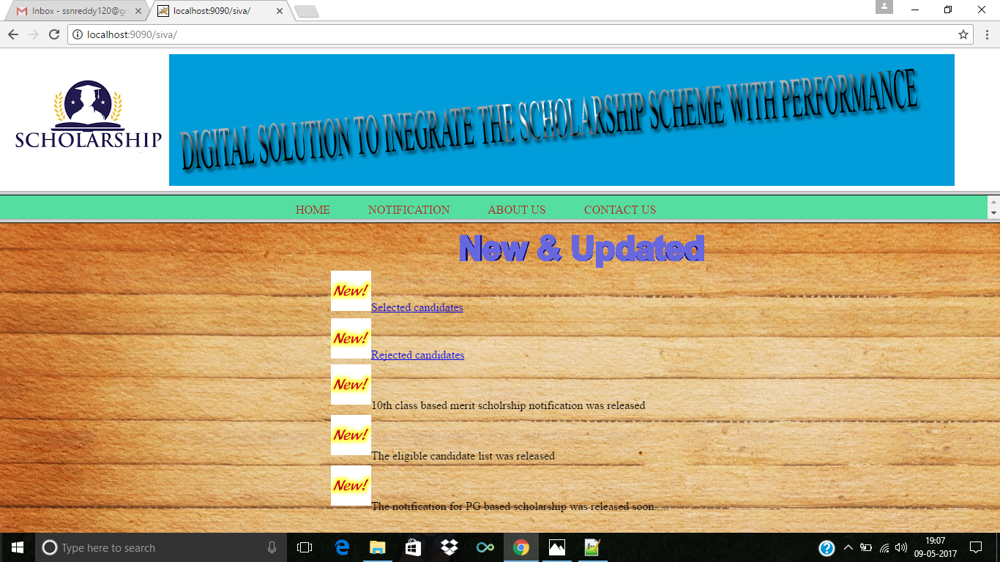 Inbox - ssnreddy120@gm
localhost:9090/siva/
localhost:9090/siva/
SCHOLARSHIP
DIGITAL SOLUTION TO INEGRATE THE SCHOLARSHIP SCHEME WITH PERFORMANCE
HOME NOTIFICATION ABOUT US CONTACT US
New & Updated
New!
Selected candidates
New!
Rejected candidates
New!
10th class based merit scholrship notification was released
New!
The eligible candidate list was released
New!
The notification for PG based scholarship was released soon.....
Type here to search
19:07
09-05-2017